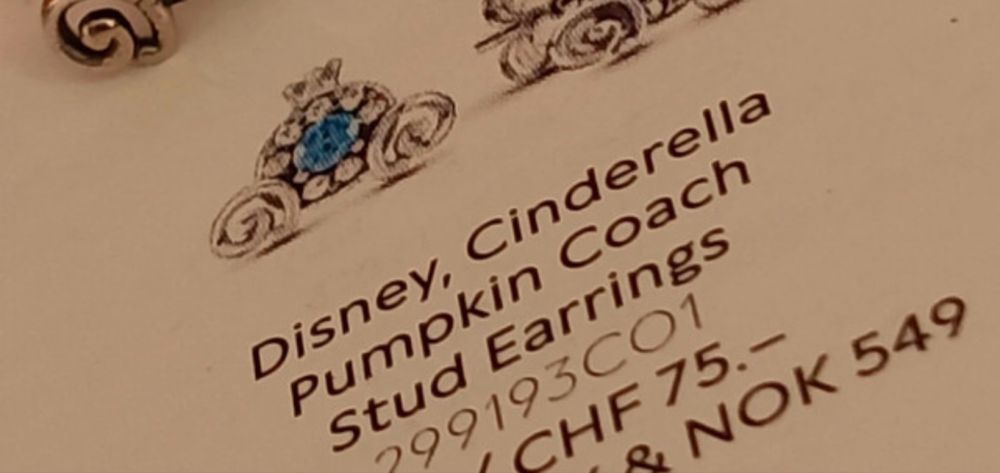 Disney, Cinderella
Pumpkin Coach
Stud Earrings
299193C01
/ CHF 75.–
& NOK 549